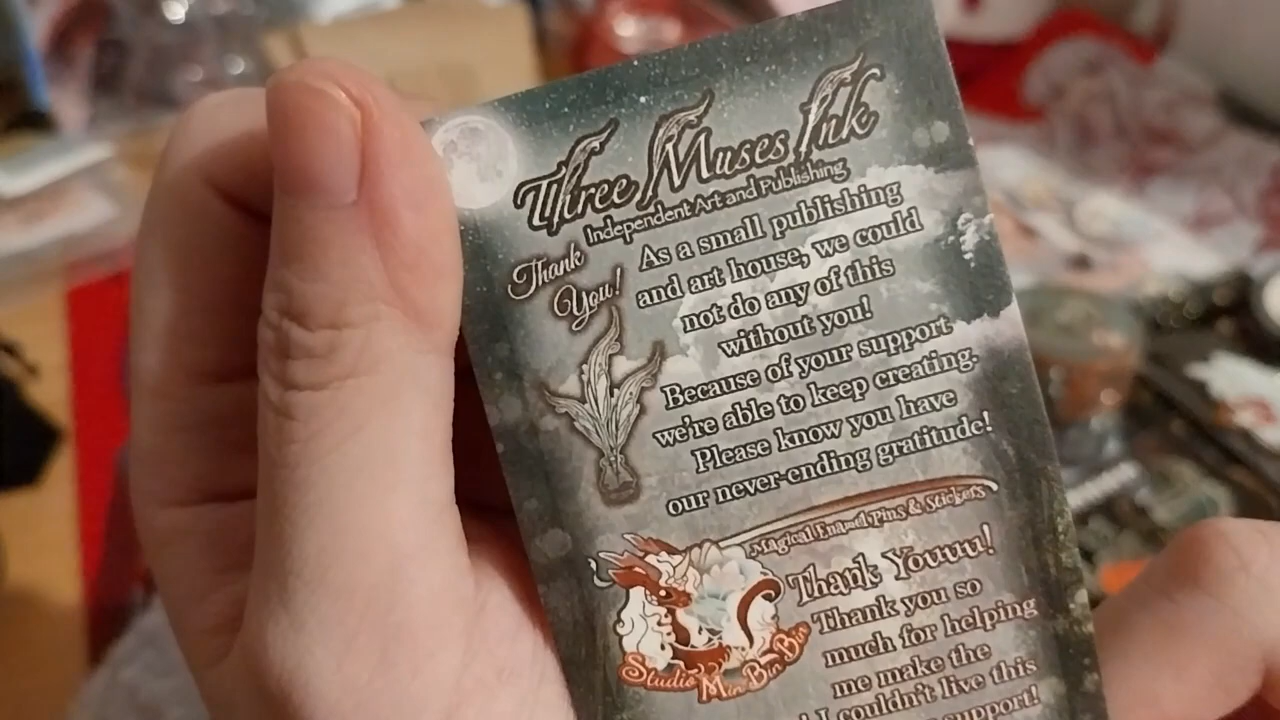 Three Muses Ink
Independent Art and Publishing
Thank
You!
As a small publishing
and art house, we could
not do any of this
without you!
Because of your support
we're able to keep creating.
Please know you have
our never-ending gratitude!
Magical Enamel Pins & Stickers
Studio Min Bin Bin
Thank Youuu!
Thank you so
much for helping
me make the
! I couldn't live this
support!